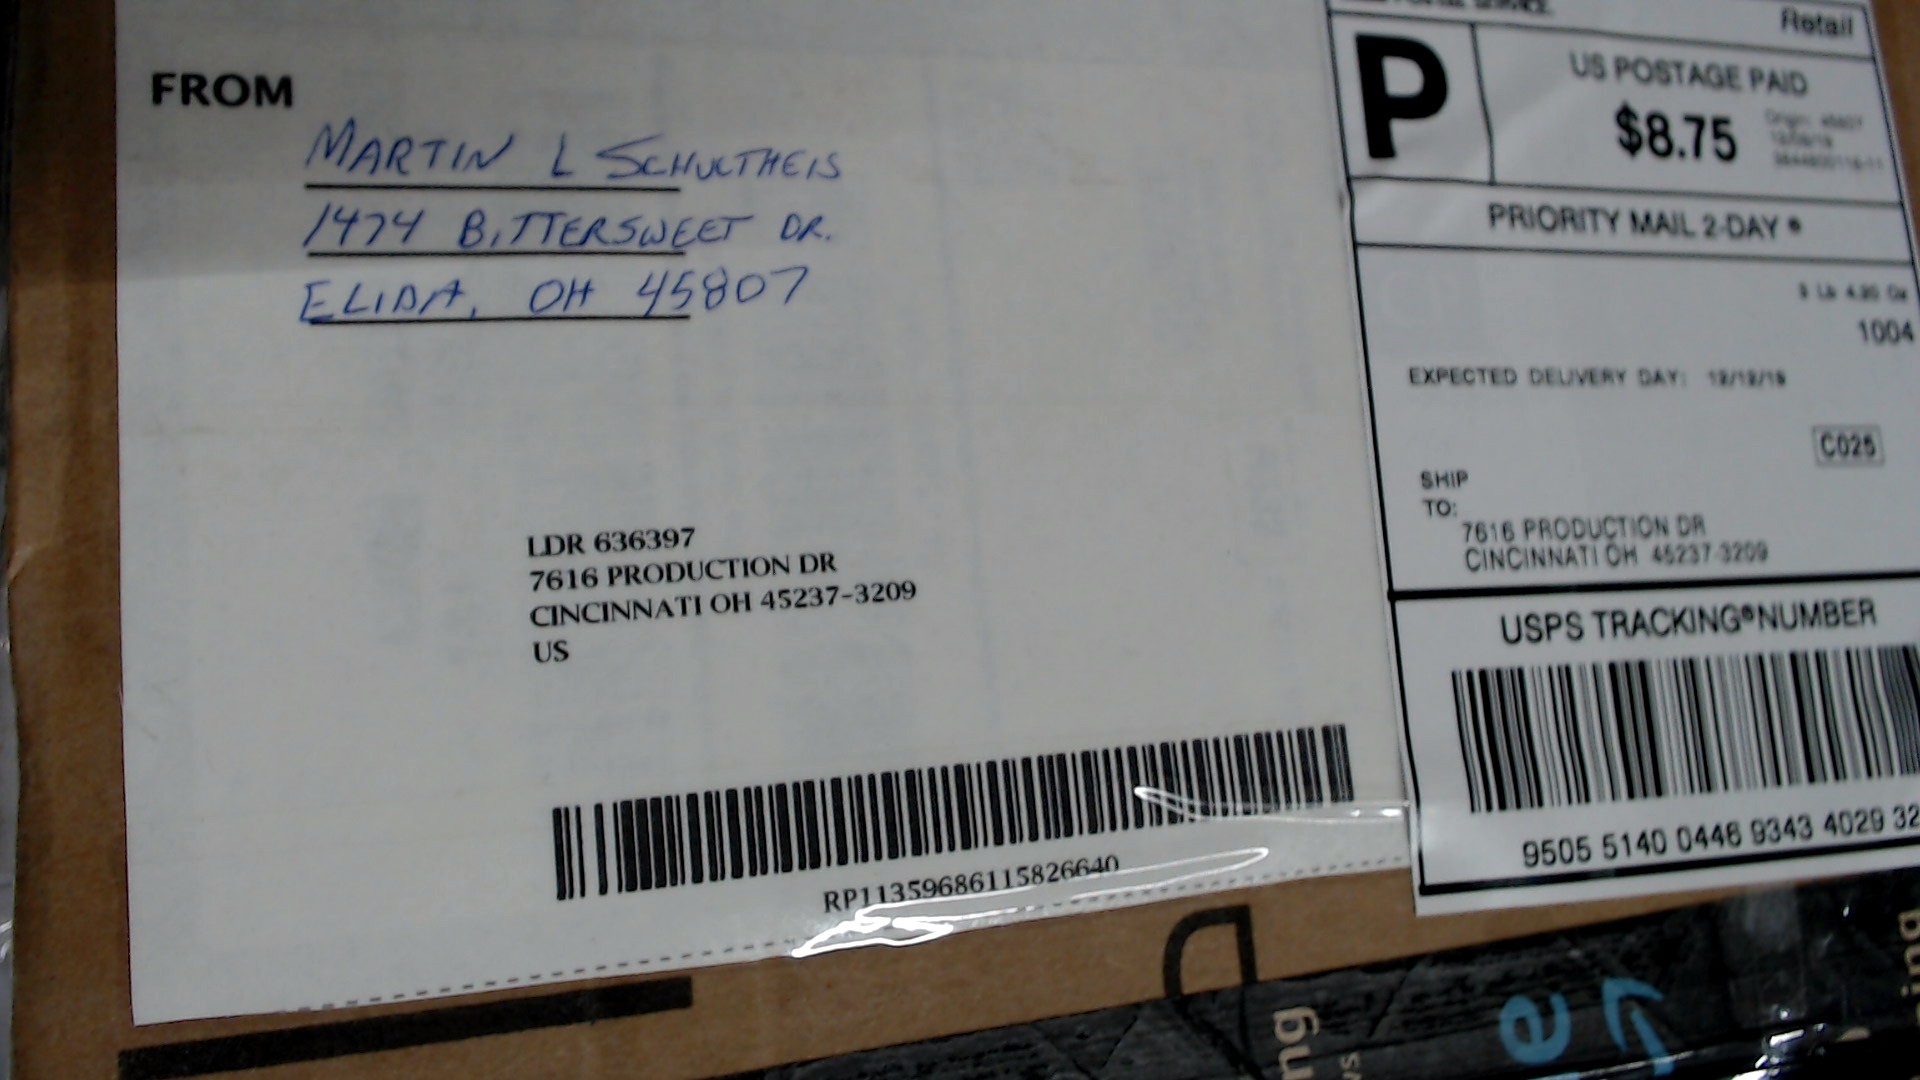 FROM
MARTIN L SCHULTHEIS
1474 BITTERSWEET DR.
ELIDA, OH 45807
LDR 636397
7616 PRODUCTION DR
CINCINNATI OH 45237-3209
US
RP11359686115826640
Retail
P
US POSTAGE PAID
$8.75
Origin: 45807
PRIORITY MAIL 2-DAY ®
1004
EXPECTED DELIVERY DAY: 12/12/19
C025
SHIP
TO:
7616 PRODUCTION DR
CINCINNATI OH 45237-3209
USPS TRACKING® NUMBER
9505 5140 0446 9343 4029 32